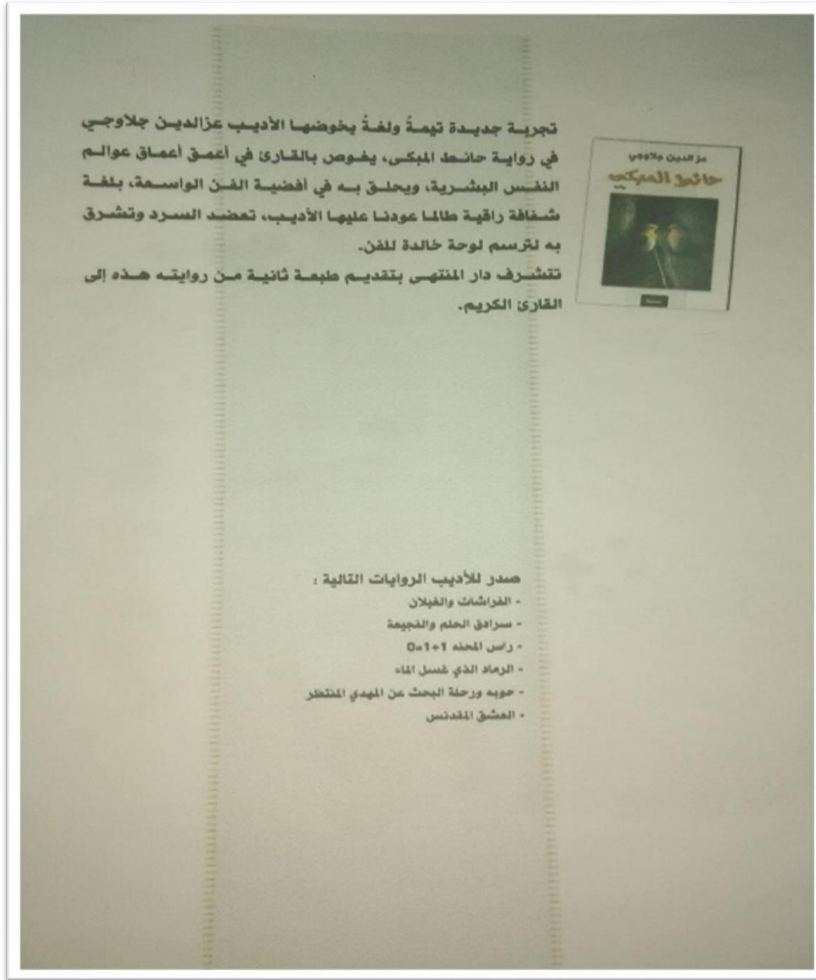 تجربة جديدة تيمةً ولغةً يخوضها الأديب عزالدين جلاوجي
في رواية حائط المبكى، يغوص بالقارئ في أعمق أعماق عوالم
النفس البشرية، ويحلق به في أفضية الفن الواسعة، بلغة
شفافة راقية طالما عودنا عليها الأديب، تعضد السرد وتشرق
به لترسم لوحة خالدة للفن.
تتشرف دار المنتهى بتقديم طبعة ثانية من روايته هذه إلى
القارئ الكريم.
عز الدين جلاوجي
حائط المبكى
صدر للأديب الروايات التالية :
- الفراشات والغيلان
- سرادق الحلم والفجيعة
- راس المحنه 1+1=0
- الرماد الذي غسل الماء
- حوبه ورحلة البحث عن المهدي المنتظر
- العشق المقدنس